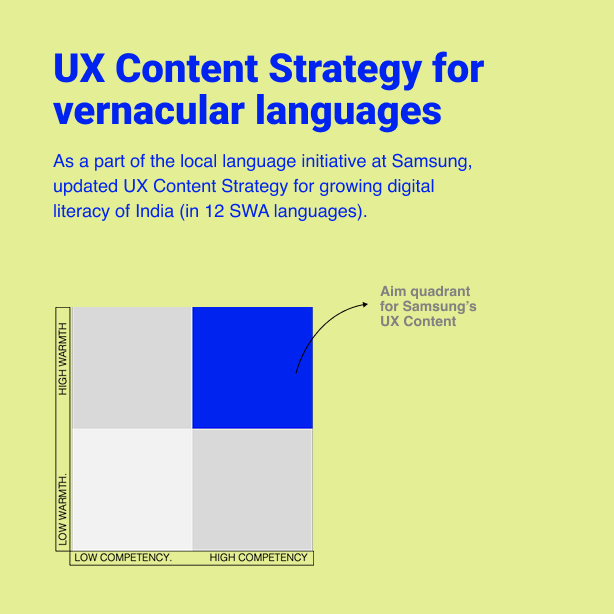 UX Content Strategy for
vernacular languages
As a part of the local language initiative at Samsung,
updated UX Content Strategy for growing digital
literacy of India (in 12 SWA languages).
Aim quadrant
for Samsung's
UX Content
HIGH WARMTH
LOW WARMTH.
LOW COMPETENCY.
HIGH COMPETENCY